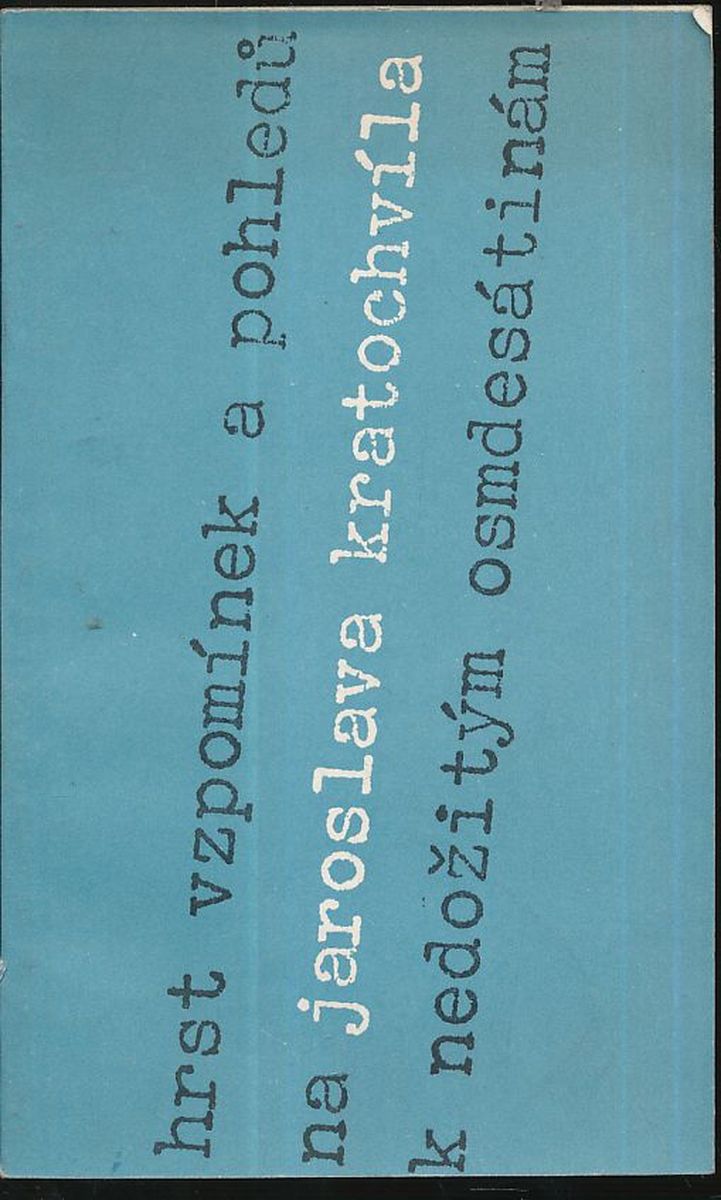 hrst vzpomínek a pohledů
na jaroslava kratochvíla
k nedožitým osmdesátinám